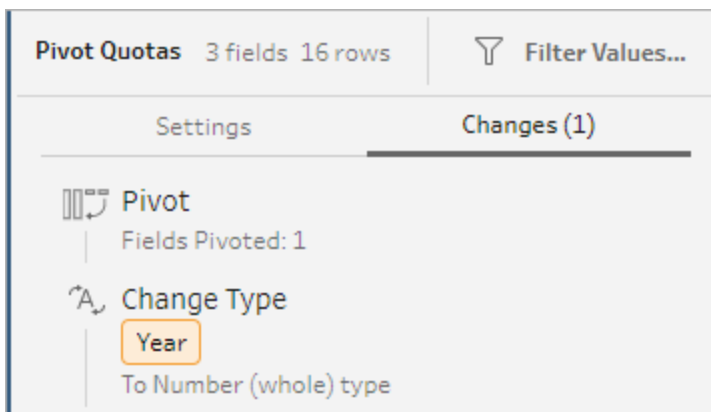 Pivot Quotas 3 fields 16 rows Filter Values...
Settings Changes (1)
Pivot
Fields Pivoted: 1
Change Type
Year
To Number (whole) type